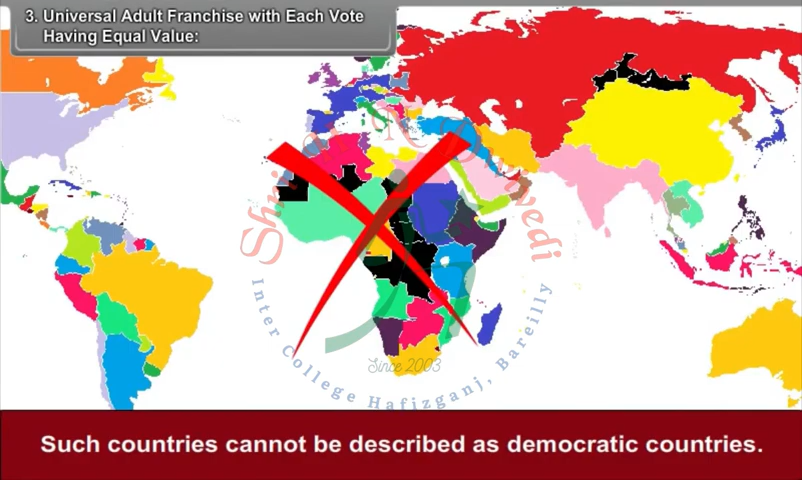 3. Universal Adult Franchise with Each Vote
Having Equal Value:
Since 2003
Inter College Hafizganj, Bareilly
Such countries cannot be described as democratic countries.